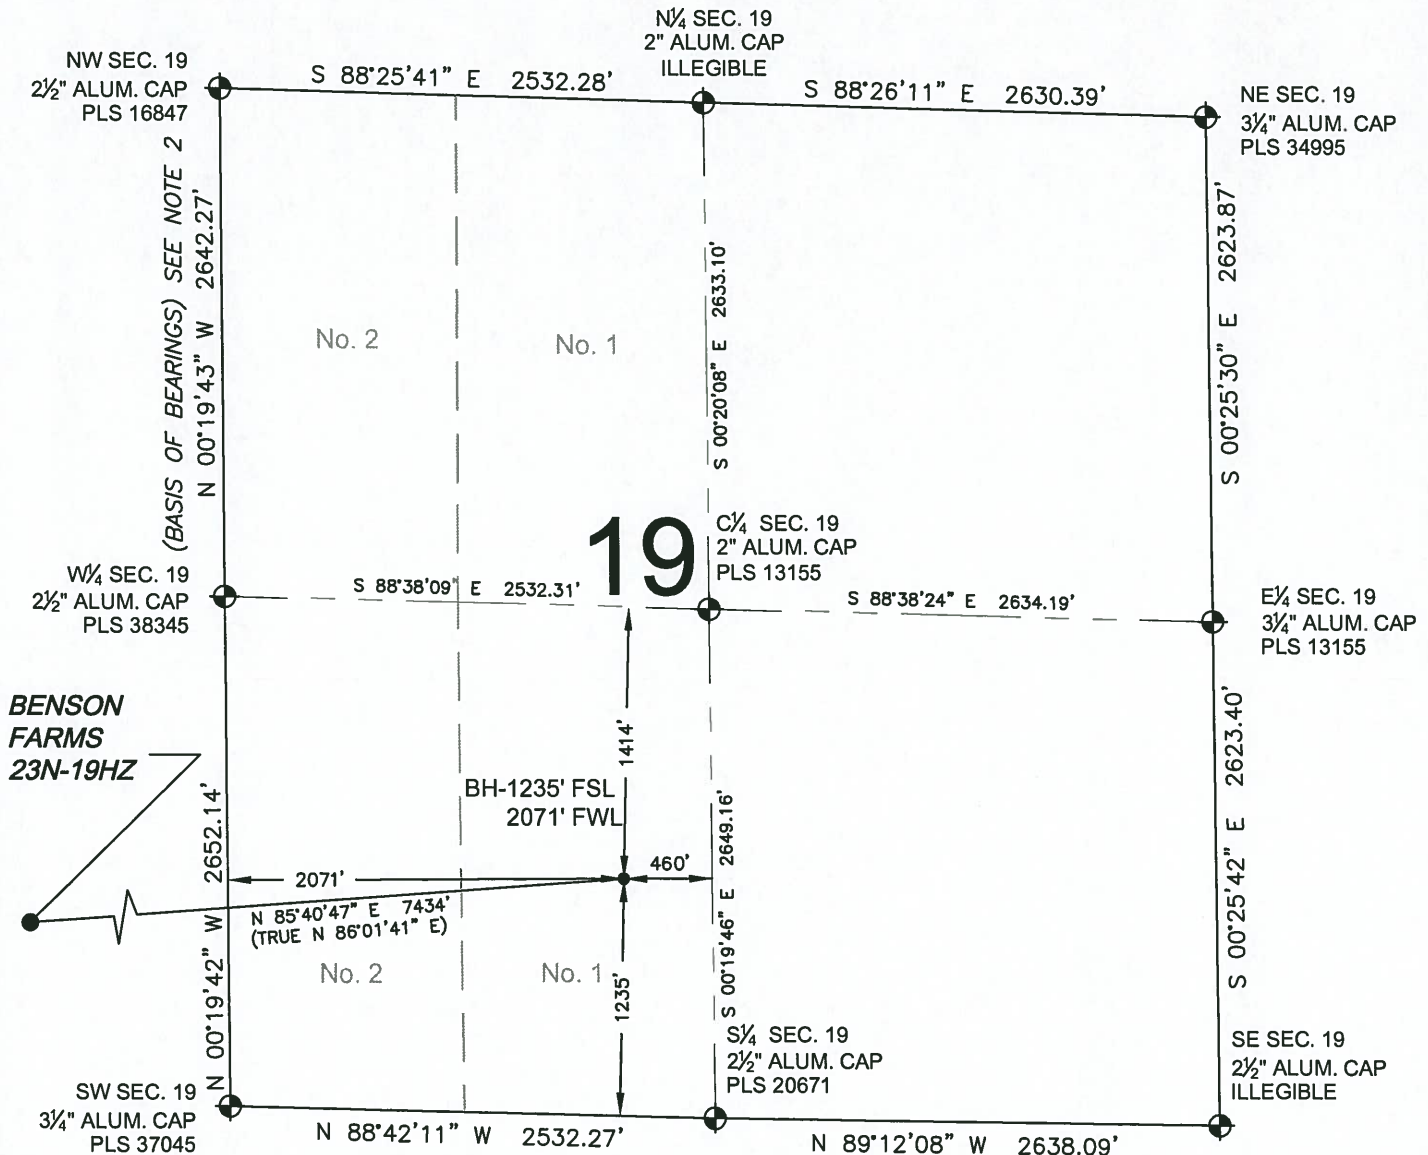 N¼ SEC. 19
2" ALUM. CAP
ILLEGIBLE
NW SEC. 19
2½" ALUM. CAP
PLS 16847
S 88°25'41" E 2532.28'
S 88°26'11" E 2630.39'
NE SEC. 19
3¼" ALUM. CAP
PLS 34995
(BASIS OF BEARINGS) SEE NOTE 2
N 00°19'43" W 2642.27'
S 00°20'08" E 2633.10'
S 00°25'30" E 2623.87'
No. 2
No. 1
19
C¼ SEC. 19
2" ALUM. CAP
PLS 13155
W¼ SEC. 19
2½" ALUM. CAP
PLS 38345
S 88°38'09" E 2532.31'
S 88°38'24" E 2634.19'
E¼ SEC. 19
3¼" ALUM. CAP
PLS 13155
BENSON
FARMS
23N-19HZ
1414'
BH-1235' FSL
2071' FWL
N 00°19'42" W 2652.14'
S 00°19'46" E 2649.16'
S 00°25'42" E 2623.40'
2071'
460'
N 85°40'47" E 7434'
(TRUE N 86°01'41" E)
No. 2
No. 1
1235'
S¼ SEC. 19
2½" ALUM. CAP
PLS 20671
SE SEC. 19
2½" ALUM. CAP
ILLEGIBLE
SW SEC. 19
3¼" ALUM. CAP
PLS 37045
N 88°42'11" W 2532.27'
N 89°12'08" W 2638.09'